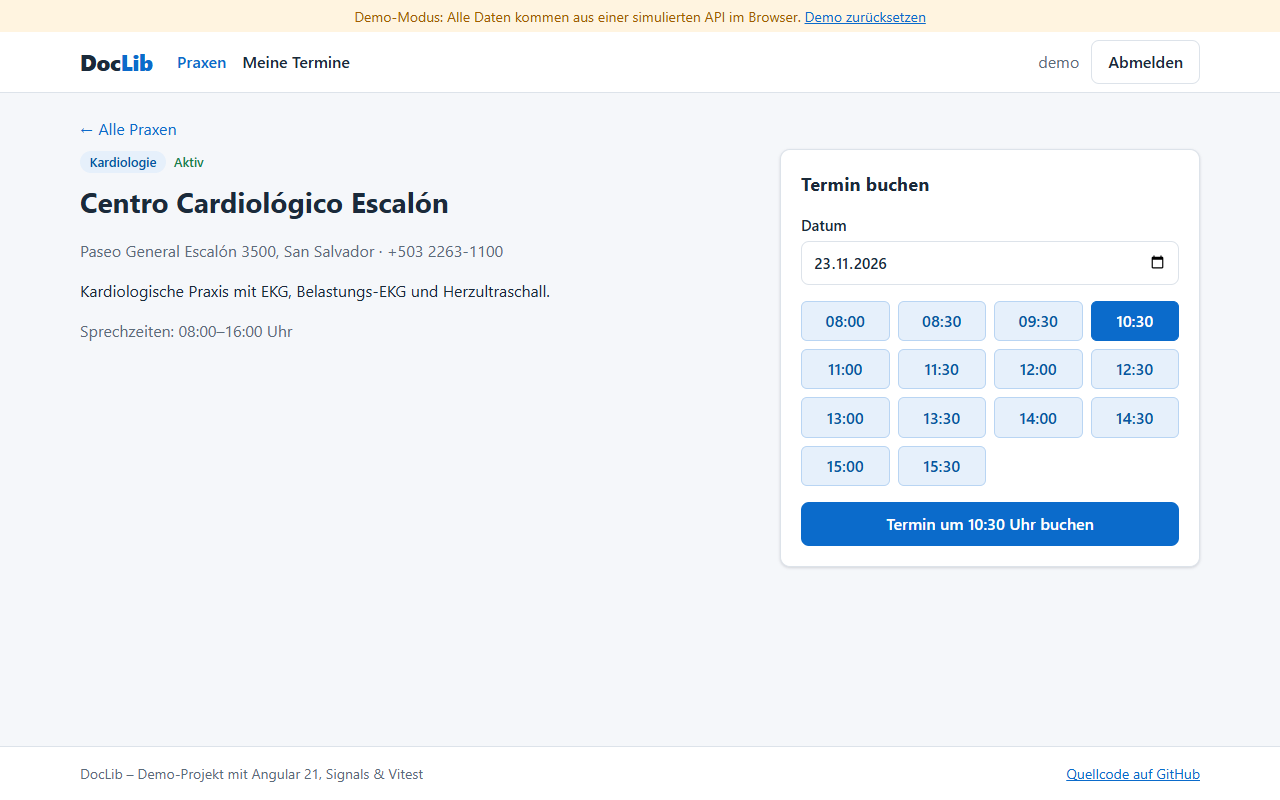 Demo-Modus: Alle Daten kommen aus einer simulierten API im Browser. Demo zurücksetzen
DocLib Praxen Meine Termine demo Abmelden
← Alle Praxen
Kardiologie Aktiv
Centro Cardiológico Escalón
Paseo General Escalón 3500, San Salvador · +503 2263-1100
Kardiologische Praxis mit EKG, Belastungs-EKG und Herzultraschall.
Sprechzeiten: 08:00–16:00 Uhr
Termin buchen
Datum
23.11.2026
08:00 08:30 09:30 10:30
11:00 11:30 12:00 12:30
13:00 13:30 14:00 14:30
15:00 15:30
Termin um 10:30 Uhr buchen
DocLib – Demo-Projekt mit Angular 21, Signals & Vitest
Quellcode auf GitHub